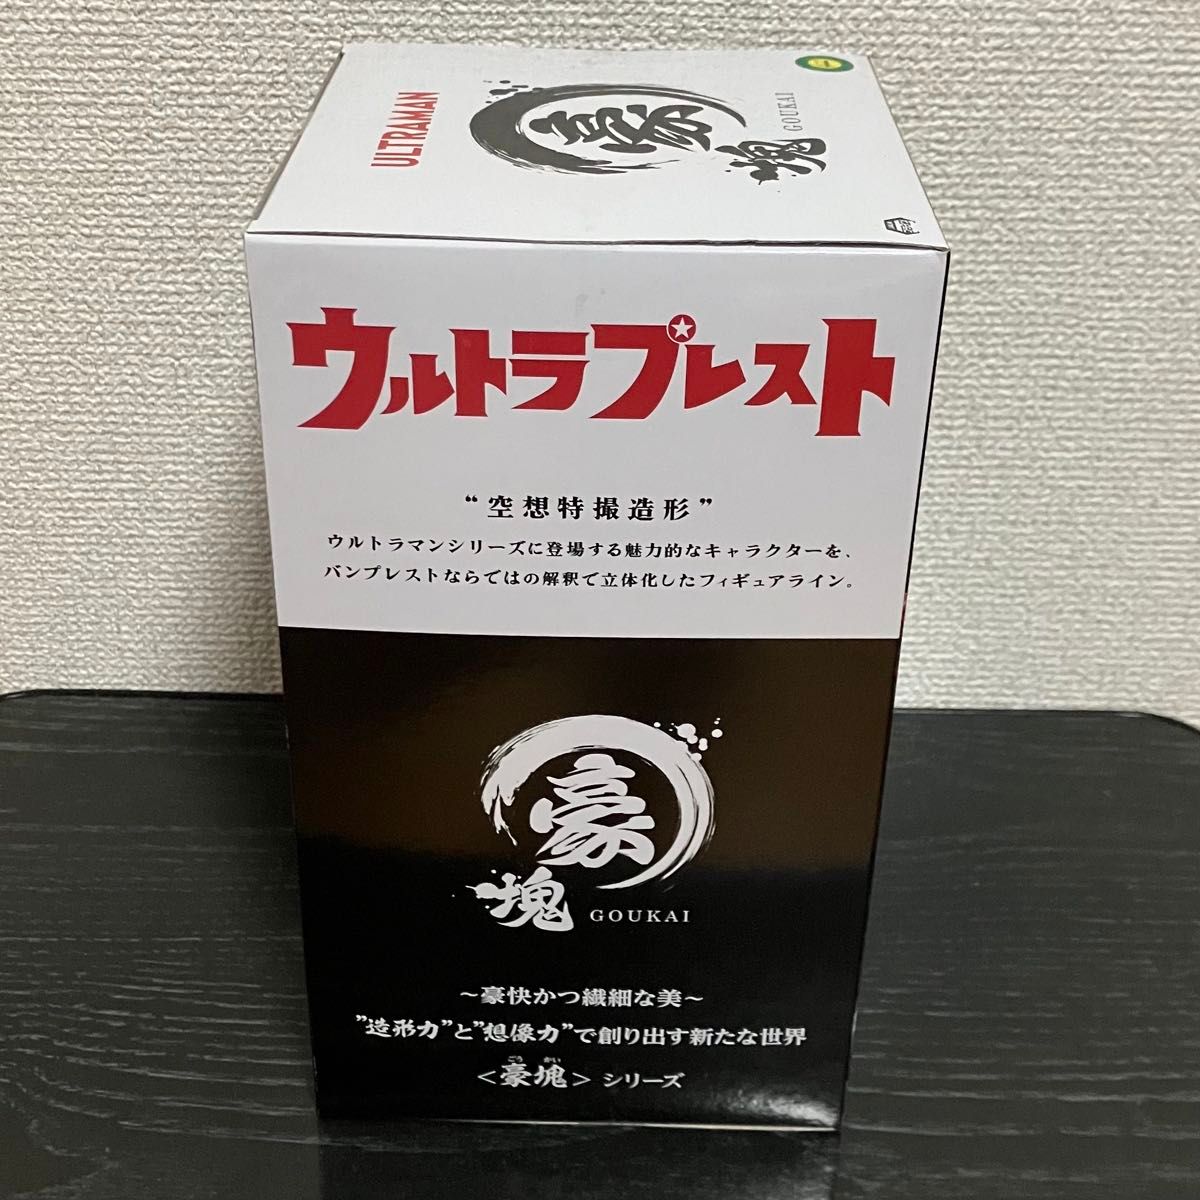 ULTRAMAN
豪
塊
GOUKAI
ウルトラプレスト
“空想特撮造形”
ウルトラマンシリーズに登場する魅力的なキャラクターを、
バンプレストならではの解釈で立体化したフィギュアライン。
豪
塊 GOUKAI
～豪快かつ繊細な美～
”造形力”と”想像力”で創り出す新たな世界
ごう かい
＜豪塊＞ シリーズ